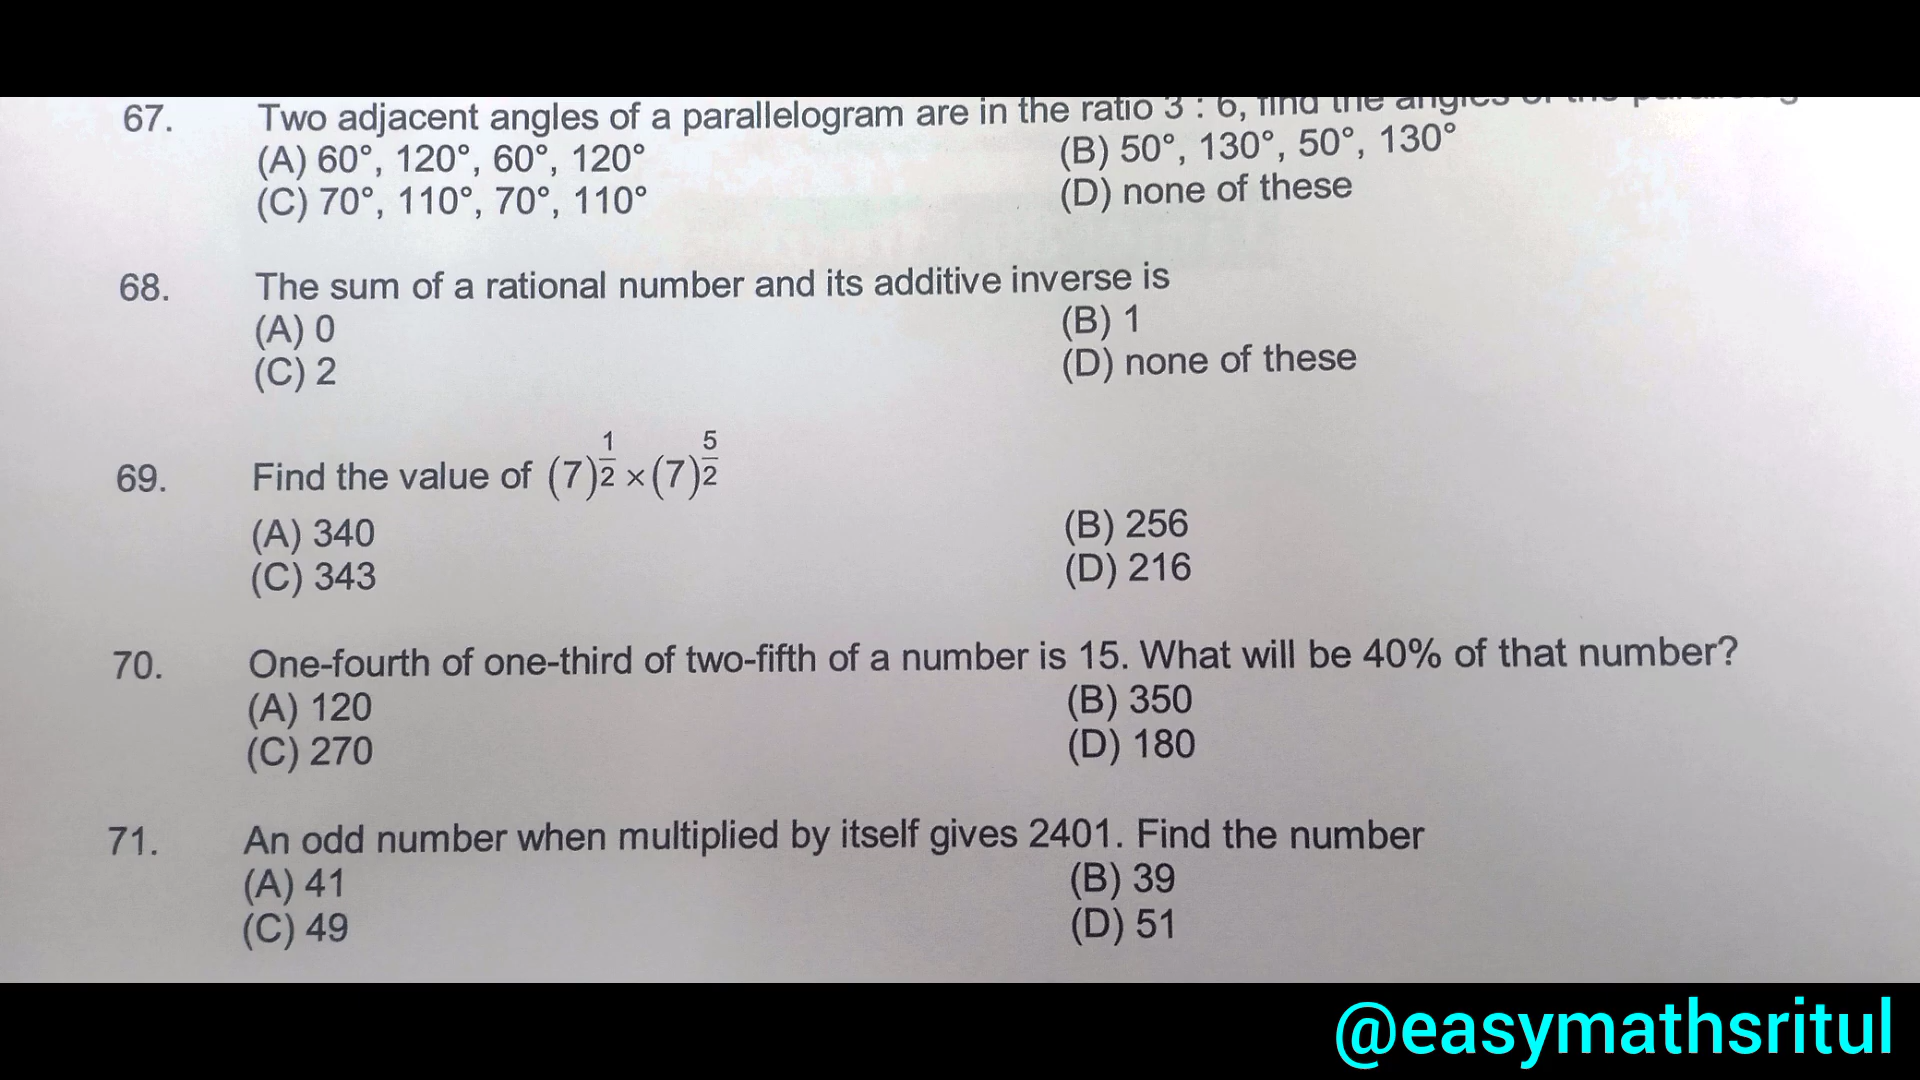 67. Two adjacent angles of a parallelogram are in the ratio 3 : 6, find the angles of the
(A) 60°, 120°, 60°, 120° (B) 50°, 130°, 50°, 130°
(C) 70°, 110°, 70°, 110° (D) none of these
68. The sum of a rational number and its additive inverse is
(A) 0 (B) 1
(C) 2 (D) none of these
69. Find the value of (7)^(1/2) × (7)^(5/2)
(A) 340 (B) 256
(C) 343 (D) 216
70. One-fourth of one-third of two-fifth of a number is 15. What will be 40% of that number?
(A) 120 (B) 350
(C) 270 (D) 180
71. An odd number when multiplied by itself gives 2401. Find the number
(A) 41 (B) 39
(C) 49 (D) 51
@easymathsritul